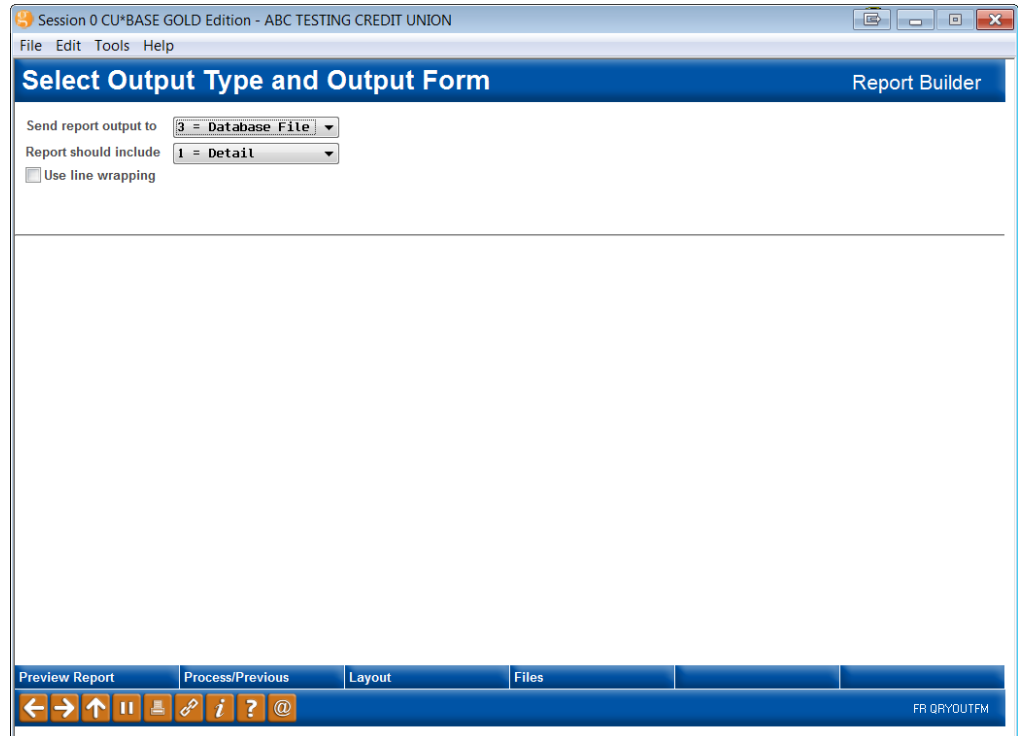 Session 0 CU*BASE GOLD Edition - ABC TESTING CREDIT UNION
File Edit Tools Help
Select Output Type and Output Form
Report Builder
Send report output to 3 = Database File
Report should include 1 = Detail
Use line wrapping
Preview Report Process/Previous Layout Files
i ? @
FR QRYOUTFM